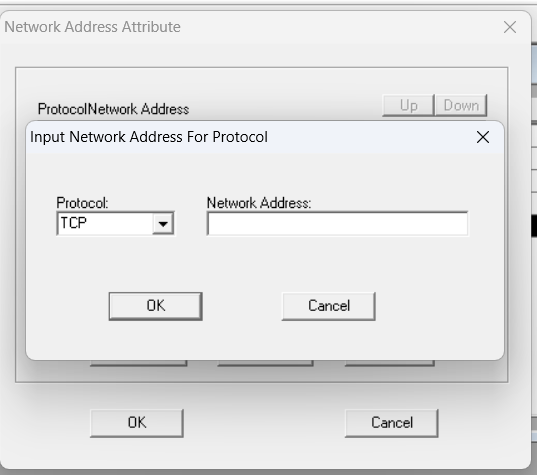 Network Address Attribute
ProtocolNetwork Address
Up Down
Input Network Address For Protocol
Protocol: Network Address:
TCP
OK Cancel
OK Cancel